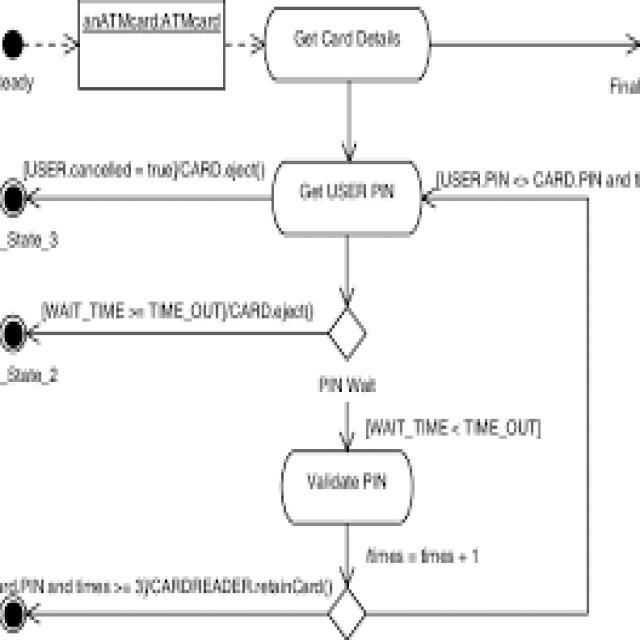 anATMcard:ATMcard
Get Card Details
Ready
Final
[USER.cancelled = true]/CARD.eject()
Get USER PIN
[USER.PIN <> CARD.PIN and ti
_State_3
[WAIT_TIME >= TIME_OUT]/CARD.eject()
_State_2
PIN Wait
[WAIT_TIME < TIME_OUT]
Validate PIN
/times = times + 1
ard.PIN and times >= 3]/CARDREADER.retainCard()